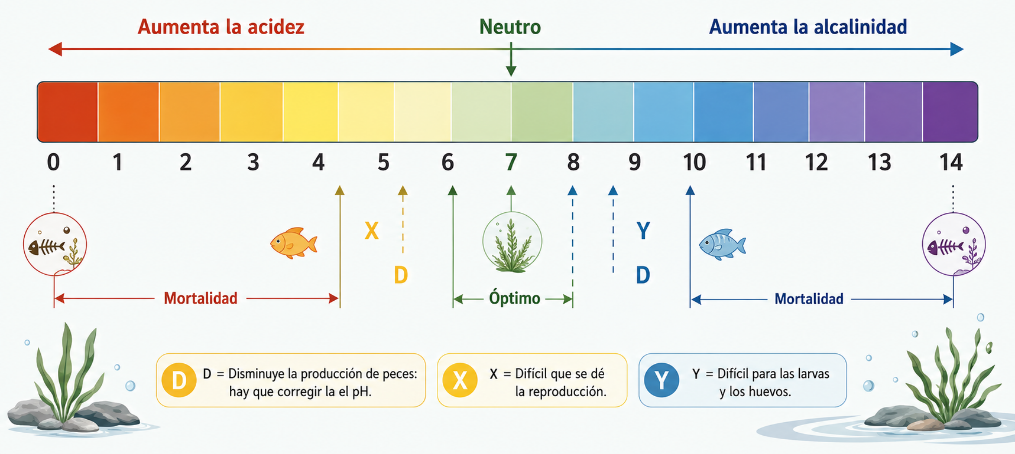 Aumenta la acidez
Neutro
Aumenta la alcalinidad
0 1 2 3 4 5 6 7 8 9 10 11 12 13 14
X
Y
D
D
Mortalidad
Óptimo
Mortalidad
D
D = Disminuye la producción de peces:
hay que corregir la el pH.
X
X = Difícil que se dé
la reproducción.
Y
Y = Difícil para las larvas
y los huevos.